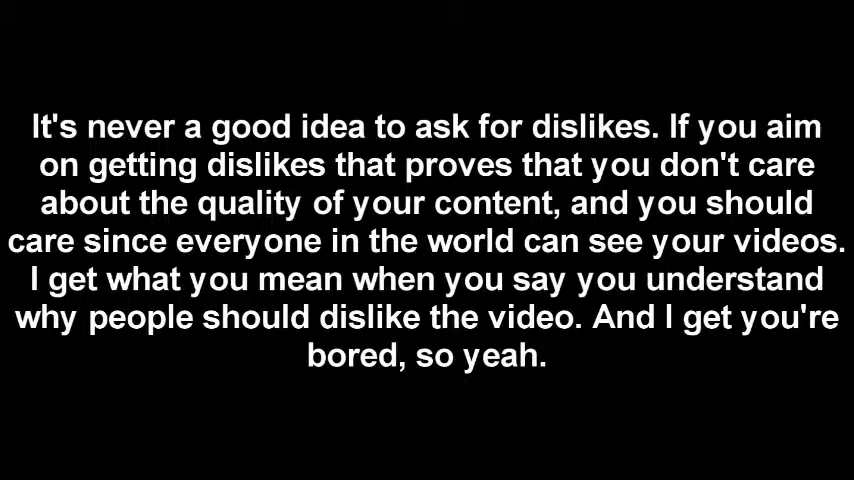 It's never a good idea to ask for dislikes. If you aim
on getting dislikes that proves that you don't care
about the quality of your content, and you should
care since everyone in the world can see your videos.
I get what you mean when you say you understand
why people should dislike the video. And I get you're
bored, so yeah.